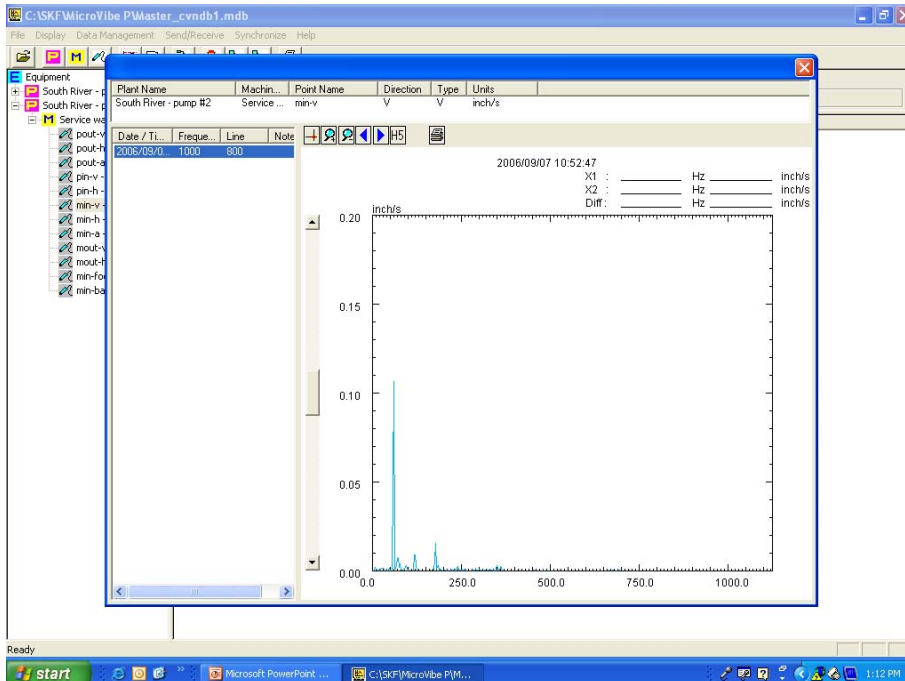 C:\SKF\MicroVibe P\Master_cvndb1.mdb
File Display Data Management Send/Receive Synchronize Help
Equipment
South River - p
South River - p
Service wa
pout-v
pout-h
pout-a
pin-v -
pin-h -
min-v -
min-h -
min-a -
mout-v
mout-h
min-foo
min-ba
Plant Name Machin... Point Name Direction Type Units
South River - pump #2 Service ... min-v V V inch/s
Date / Ti... Freque... Line Note
2006/09/0... 1000 800
H5
2006/09/07 10:52:47
X1 : Hz inch/s
X2 : Hz inch/s
Diff : Hz inch/s
inch/s
0.20
0.15
0.10
0.05
0.00
0.0 250.0 500.0 750.0 1000.0
Ready
start Microsoft PowerPoint ... C:\SKF\MicroVibe P\M... 1:12 PM